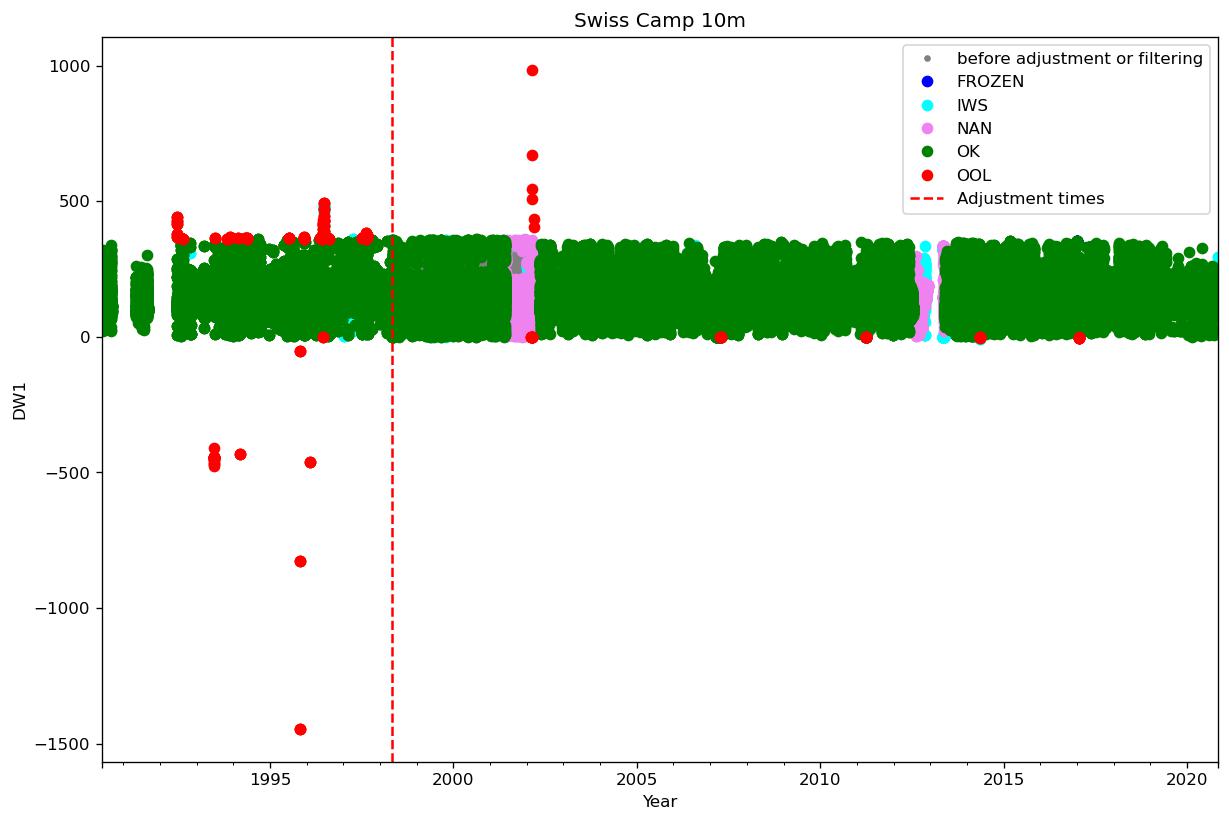 Swiss Camp 10m
1000
500
0
−500
−1000
−1500
DW1
before adjustment or filtering
FROZEN
IWS
NAN
OK
OOL
Adjustment times
1995
2000
2005
2010
2015
2020
Year